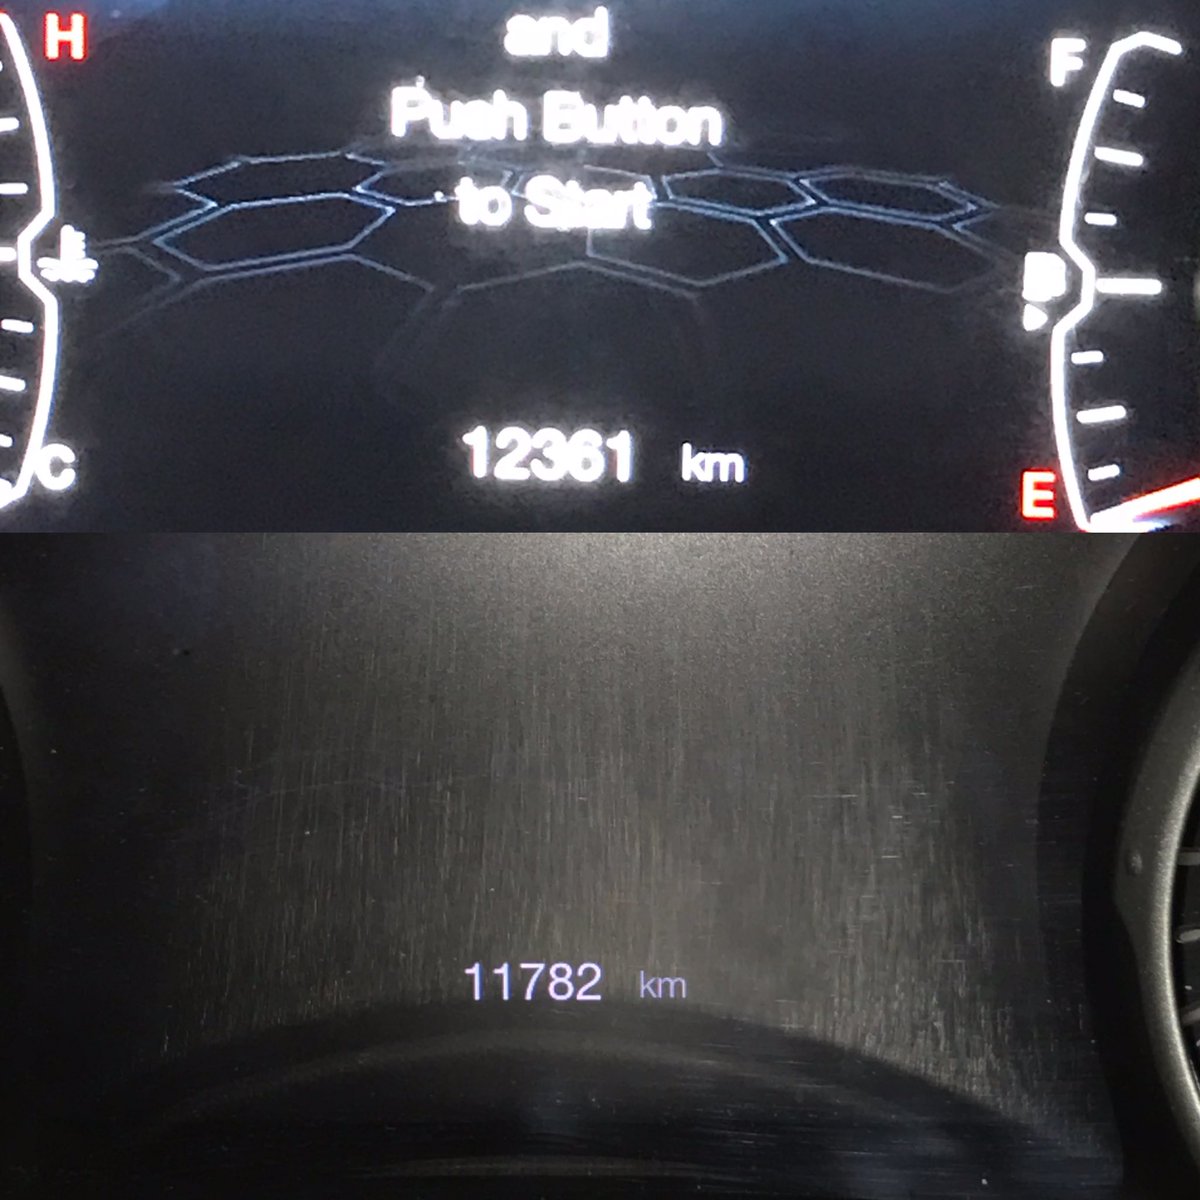 H
and
F
Push Button
to Start
12361 km
C
E
11782 km